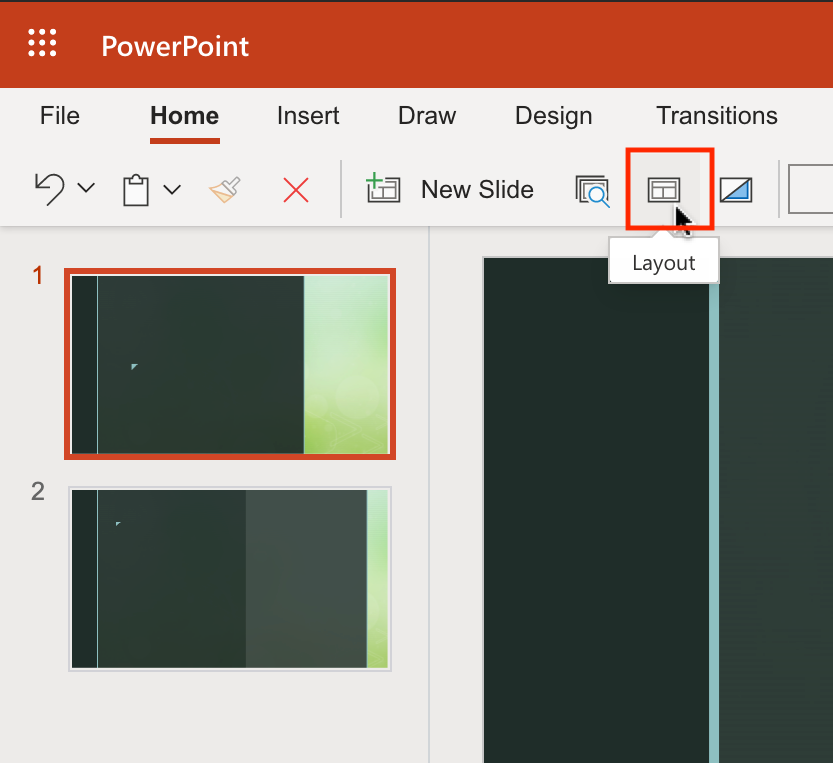 PowerPoint
File Home Insert Draw Design Transitions
New Slide
Layout
1
2